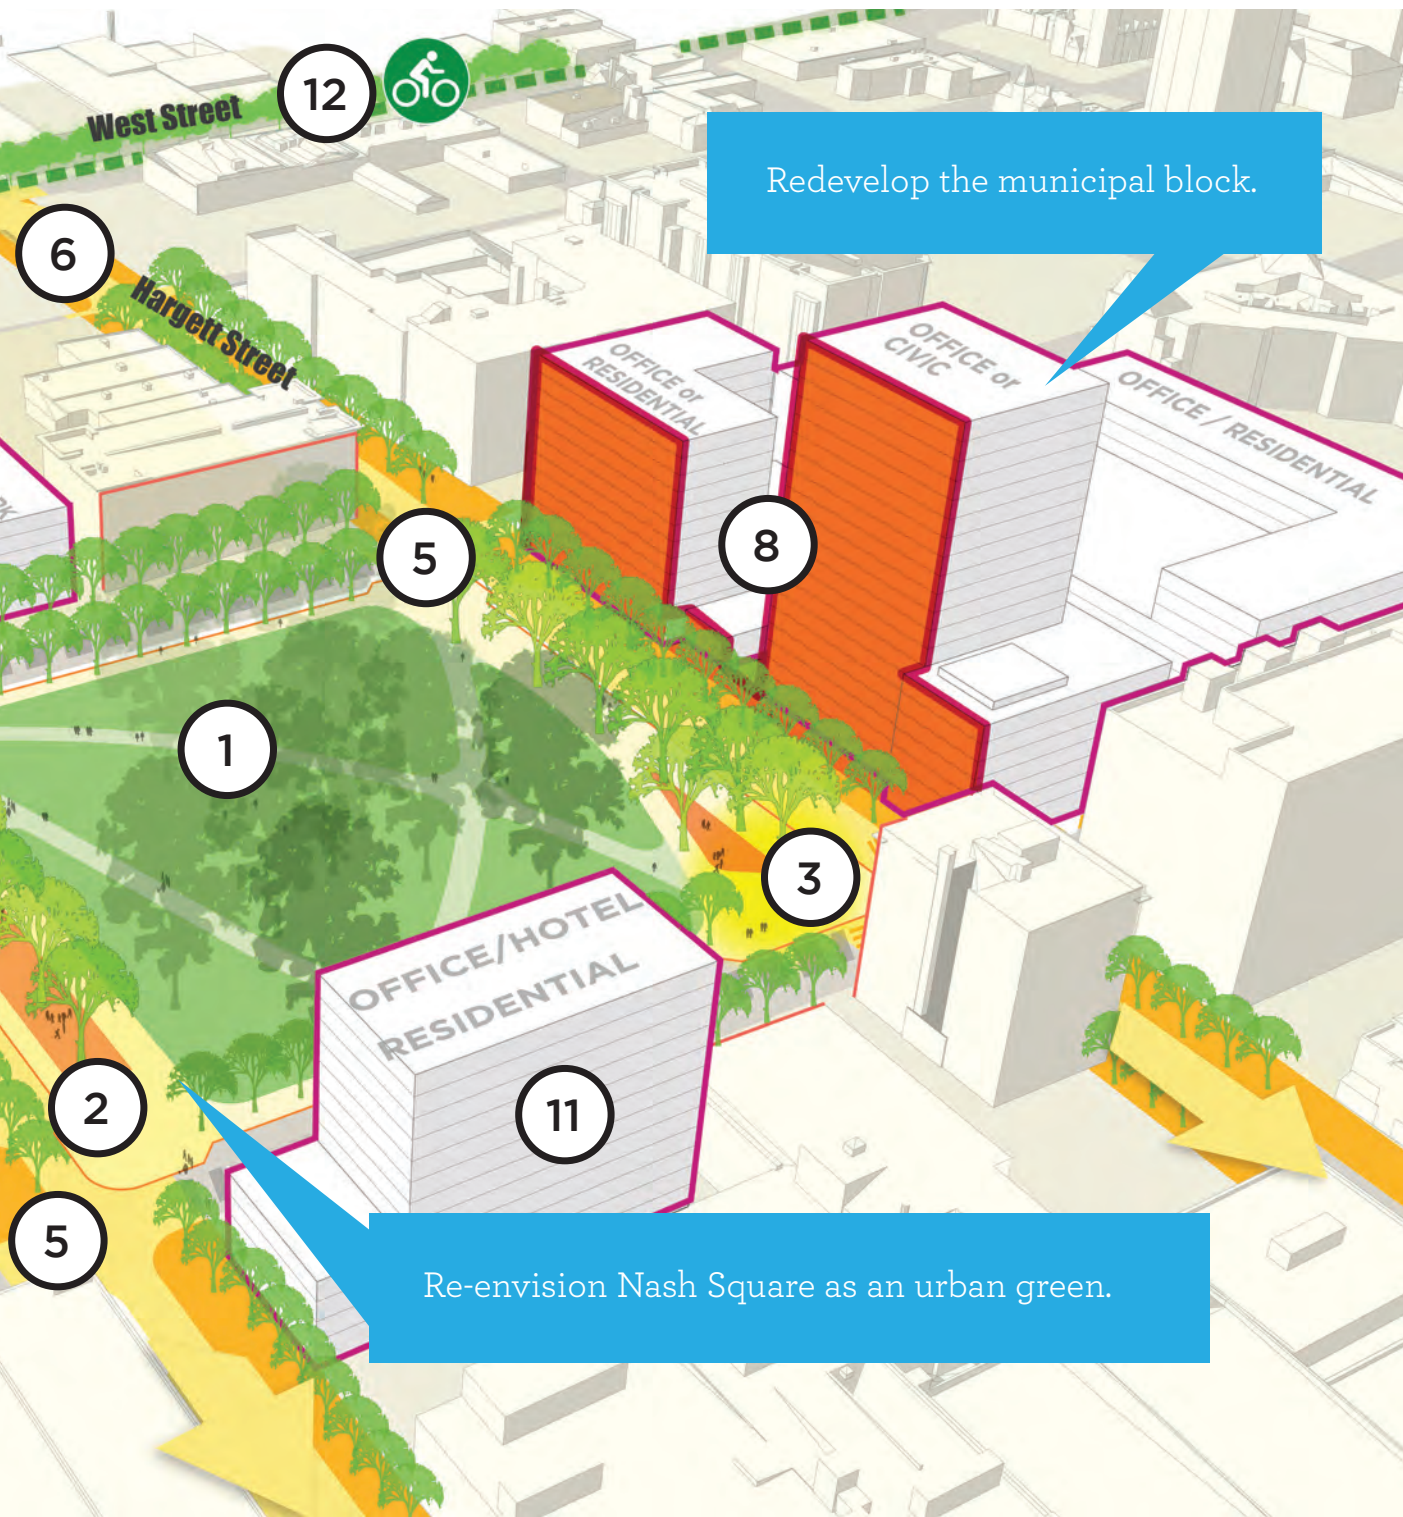 12
West Street
Redevelop the municipal block.
6
Hargett Street
OFFICE or
CIVIC
OFFICE or
RESIDENTIAL
OFFICE / RESIDENTIAL
5
8
1
3
OFFICE/HOTEL
RESIDENTIAL
2
11
5
Re-envision Nash Square as an urban green.